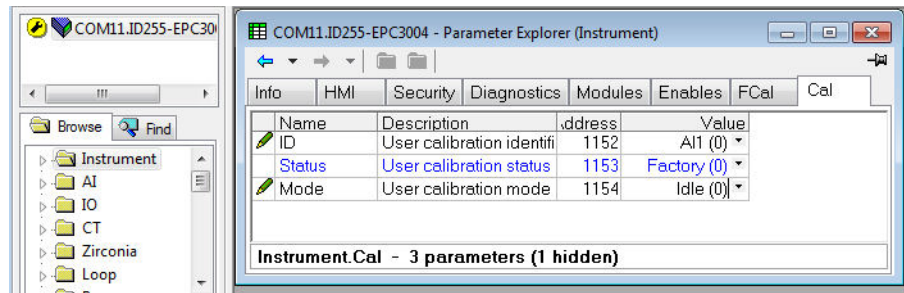 COM11.ID255-EPC30
Browse Find
Instrument
AI
IO
CT
Zirconia
Loop
COM11.ID255-EPC3004 - Parameter Explorer (Instrument)
Info HMI Security Diagnostics Modules Enables FCal Cal
Name Description ddress Value
ID User calibration identifi 1152 AI1 (0)
Status User calibration status 1153 Factory (0)
Mode User calibration mode 1154 Idle (0)
Instrument.Cal - 3 parameters (1 hidden)